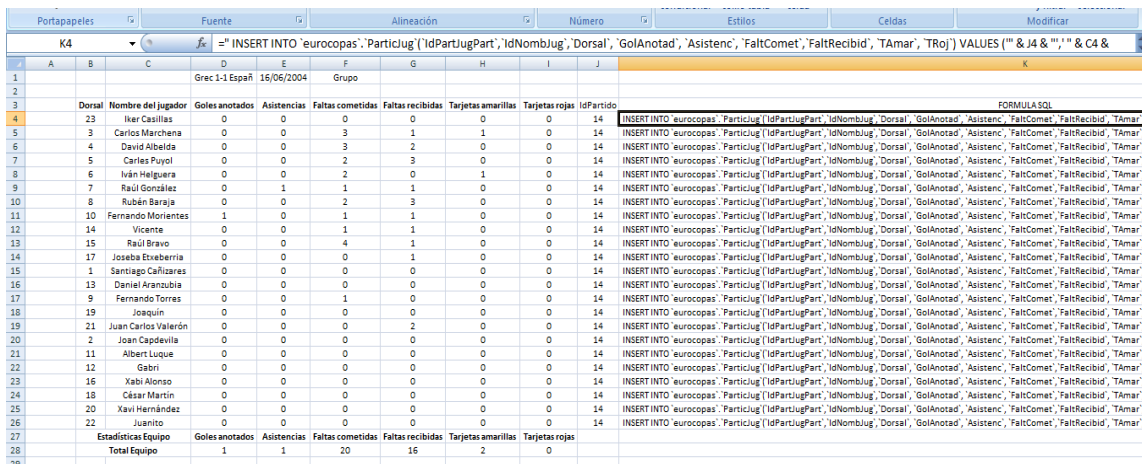 Portapapeles Fuente Alineación Número Estilos Celdas Modificar
K4 fx =" INSERT INTO `eurocopas`.`ParticJug`(`IdPartJugPart`,`IdNombJug`,`Dorsal`, `GolAnotad`, `Asistenc`, `FaltComet`,`FaltRecibid`, `TAmar`, `TRoj`) VALUES ('" & J4 & "',' " & C4 &
A B C D E F G H I J K
1 Grec 1-1 Españ 16/06/2004 Grupo
2
3 Dorsal Nombre del jugador Goles anotados Asistencias Faltas cometidas Faltas recibidas Tarjetas amarillas Tarjetas rojas IdPartido FORMULA SQL
4 23 Iker Casillas 0 0 0 0 0 0 14 INSERT INTO `eurocopas`.`ParticJug`(`IdPartJugPart`,`IdNombJug`,`Dorsal`, `GolAnotad`, `Asistenc`, `FaltComet`,`FaltRecibid`, `TAmar`
5 3 Carlos Marchena 0 0 3 1 1 0 14 INSERT INTO `eurocopas`.`ParticJug`(`IdPartJugPart`,`IdNombJug`,`Dorsal`, `GolAnotad`, `Asistenc`, `FaltComet`,`FaltRecibid`, `TAmar`
6 4 David Albelda 0 0 3 2 0 0 14 INSERT INTO `eurocopas`.`ParticJug`(`IdPartJugPart`,`IdNombJug`,`Dorsal`, `GolAnotad`, `Asistenc`, `FaltComet`,`FaltRecibid`, `TAmar`
7 5 Carles Puyol 0 0 2 3 0 0 14 INSERT INTO `eurocopas`.`ParticJug`(`IdPartJugPart`,`IdNombJug`,`Dorsal`, `GolAnotad`, `Asistenc`, `FaltComet`,`FaltRecibid`, `TAmar`
8 6 Iván Helguera 0 0 2 0 1 0 14 INSERT INTO `eurocopas`.`ParticJug`(`IdPartJugPart`,`IdNombJug`,`Dorsal`, `GolAnotad`, `Asistenc`, `FaltComet`,`FaltRecibid`, `TAmar`
9 7 Raúl González 0 1 1 1 0 0 14 INSERT INTO `eurocopas`.`ParticJug`(`IdPartJugPart`,`IdNombJug`,`Dorsal`, `GolAnotad`, `Asistenc`, `FaltComet`,`FaltRecibid`, `TAmar`
10 8 Rubén Baraja 0 0 2 3 0 0 14 INSERT INTO `eurocopas`.`ParticJug`(`IdPartJugPart`,`IdNombJug`,`Dorsal`, `GolAnotad`, `Asistenc`, `FaltComet`,`FaltRecibid`, `TAmar`
11 10 Fernando Morientes 1 0 1 1 0 0 14 INSERT INTO `eurocopas`.`ParticJug`(`IdPartJugPart`,`IdNombJug`,`Dorsal`, `GolAnotad`, `Asistenc`, `FaltComet`,`FaltRecibid`, `TAmar`
12 14 Vicente 0 0 1 1 0 0 14 INSERT INTO `eurocopas`.`ParticJug`(`IdPartJugPart`,`IdNombJug`,`Dorsal`, `GolAnotad`, `Asistenc`, `FaltComet`,`FaltRecibid`, `TAmar`
13 15 Raúl Bravo 0 0 4 1 0 0 14 INSERT INTO `eurocopas`.`ParticJug`(`IdPartJugPart`,`IdNombJug`,`Dorsal`, `GolAnotad`, `Asistenc`, `FaltComet`,`FaltRecibid`, `TAmar`
14 17 Joseba Etxeberria 0 0 0 1 0 0 14 INSERT INTO `eurocopas`.`ParticJug`(`IdPartJugPart`,`IdNombJug`,`Dorsal`, `GolAnotad`, `Asistenc`, `FaltComet`,`FaltRecibid`, `TAmar`
15 1 Santiago Cañizares 0 0 0 0 0 0 14 INSERT INTO `eurocopas`.`ParticJug`(`IdPartJugPart`,`IdNombJug`,`Dorsal`, `GolAnotad`, `Asistenc`, `FaltComet`,`FaltRecibid`, `TAmar`
16 13 Daniel Aranzubia 0 0 0 0 0 0 14 INSERT INTO `eurocopas`.`ParticJug`(`IdPartJugPart`,`IdNombJug`,`Dorsal`, `GolAnotad`, `Asistenc`, `FaltComet`,`FaltRecibid`, `TAmar`
17 9 Fernando Torres 0 0 1 0 0 0 14 INSERT INTO `eurocopas`.`ParticJug`(`IdPartJugPart`,`IdNombJug`,`Dorsal`, `GolAnotad`, `Asistenc`, `FaltComet`,`FaltRecibid`, `TAmar`
18 19 Joaquín 0 0 0 0 0 0 14 INSERT INTO `eurocopas`.`ParticJug`(`IdPartJugPart`,`IdNombJug`,`Dorsal`, `GolAnotad`, `Asistenc`, `FaltComet`,`FaltRecibid`, `TAmar`
19 21 Juan Carlos Valerón 0 0 0 2 0 0 14 INSERT INTO `eurocopas`.`ParticJug`(`IdPartJugPart`,`IdNombJug`,`Dorsal`, `GolAnotad`, `Asistenc`, `FaltComet`,`FaltRecibid`, `TAmar`
20 2 Joan Capdevila 0 0 0 0 0 0 14 INSERT INTO `eurocopas`.`ParticJug`(`IdPartJugPart`,`IdNombJug`,`Dorsal`, `GolAnotad`, `Asistenc`, `FaltComet`,`FaltRecibid`, `TAmar`
21 11 Albert Luque 0 0 0 0 0 0 14 INSERT INTO `eurocopas`.`ParticJug`(`IdPartJugPart`,`IdNombJug`,`Dorsal`, `GolAnotad`, `Asistenc`, `FaltComet`,`FaltRecibid`, `TAmar`
22 12 Gabri 0 0 0 0 0 0 14 INSERT INTO `eurocopas`.`ParticJug`(`IdPartJugPart`,`IdNombJug`,`Dorsal`, `GolAnotad`, `Asistenc`, `FaltComet`,`FaltRecibid`, `TAmar`
23 16 Xabi Alonso 0 0 0 0 0 0 14 INSERT INTO `eurocopas`.`ParticJug`(`IdPartJugPart`,`IdNombJug`,`Dorsal`, `GolAnotad`, `Asistenc`, `FaltComet`,`FaltRecibid`, `TAmar`
24 18 César Martín 0 0 0 0 0 0 14 INSERT INTO `eurocopas`.`ParticJug`(`IdPartJugPart`,`IdNombJug`,`Dorsal`, `GolAnotad`, `Asistenc`, `FaltComet`,`FaltRecibid`, `TAmar`
25 20 Xavi Hernández 0 0 0 0 0 0 14 INSERT INTO `eurocopas`.`ParticJug`(`IdPartJugPart`,`IdNombJug`,`Dorsal`, `GolAnotad`, `Asistenc`, `FaltComet`,`FaltRecibid`, `TAmar`
26 22 Juanito 0 0 0 0 0 0 14 INSERT INTO `eurocopas`.`ParticJug`(`IdPartJugPart`,`IdNombJug`,`Dorsal`, `GolAnotad`, `Asistenc`, `FaltComet`,`FaltRecibid`, `TAmar`
27 Estadísticas Equipo Goles anotados Asistencias Faltas cometidas Faltas recibidas Tarjetas amarillas Tarjetas rojas
28 Total Equipo 1 1 20 16 2 0